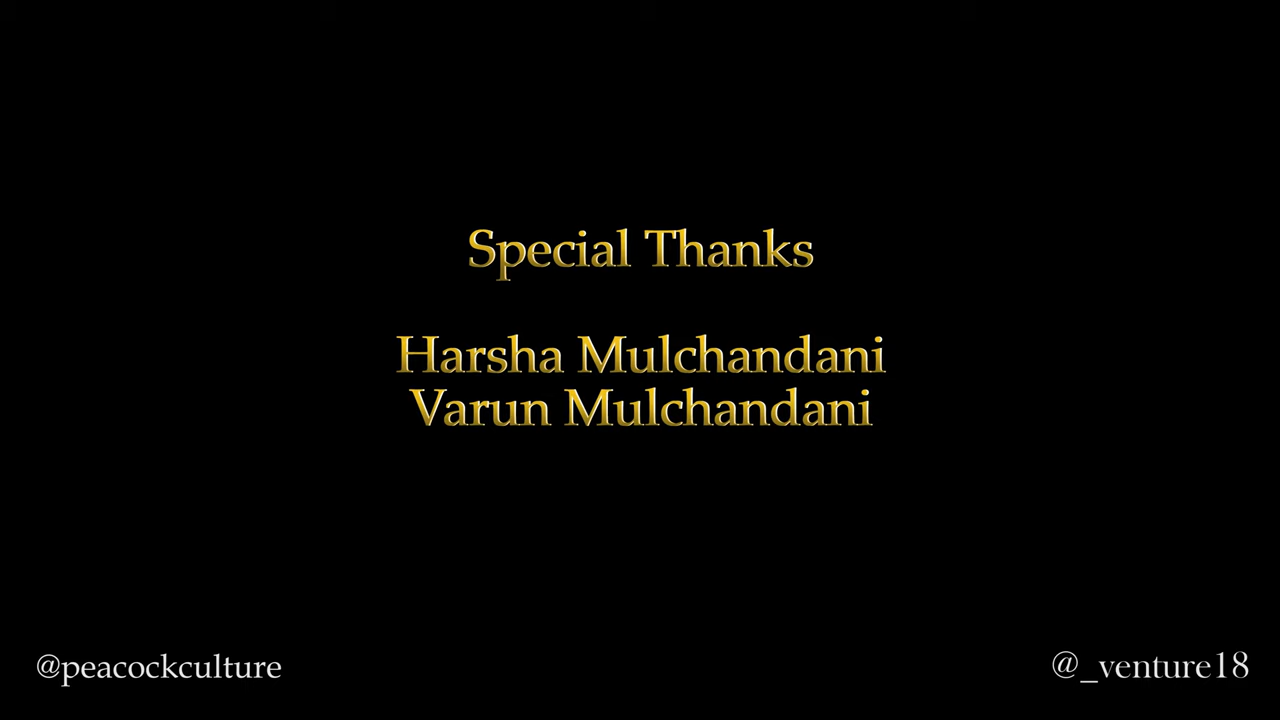 Special Thanks
Harsha Mulchandani
Varun Mulchandani
@peacockculture
@_venture18